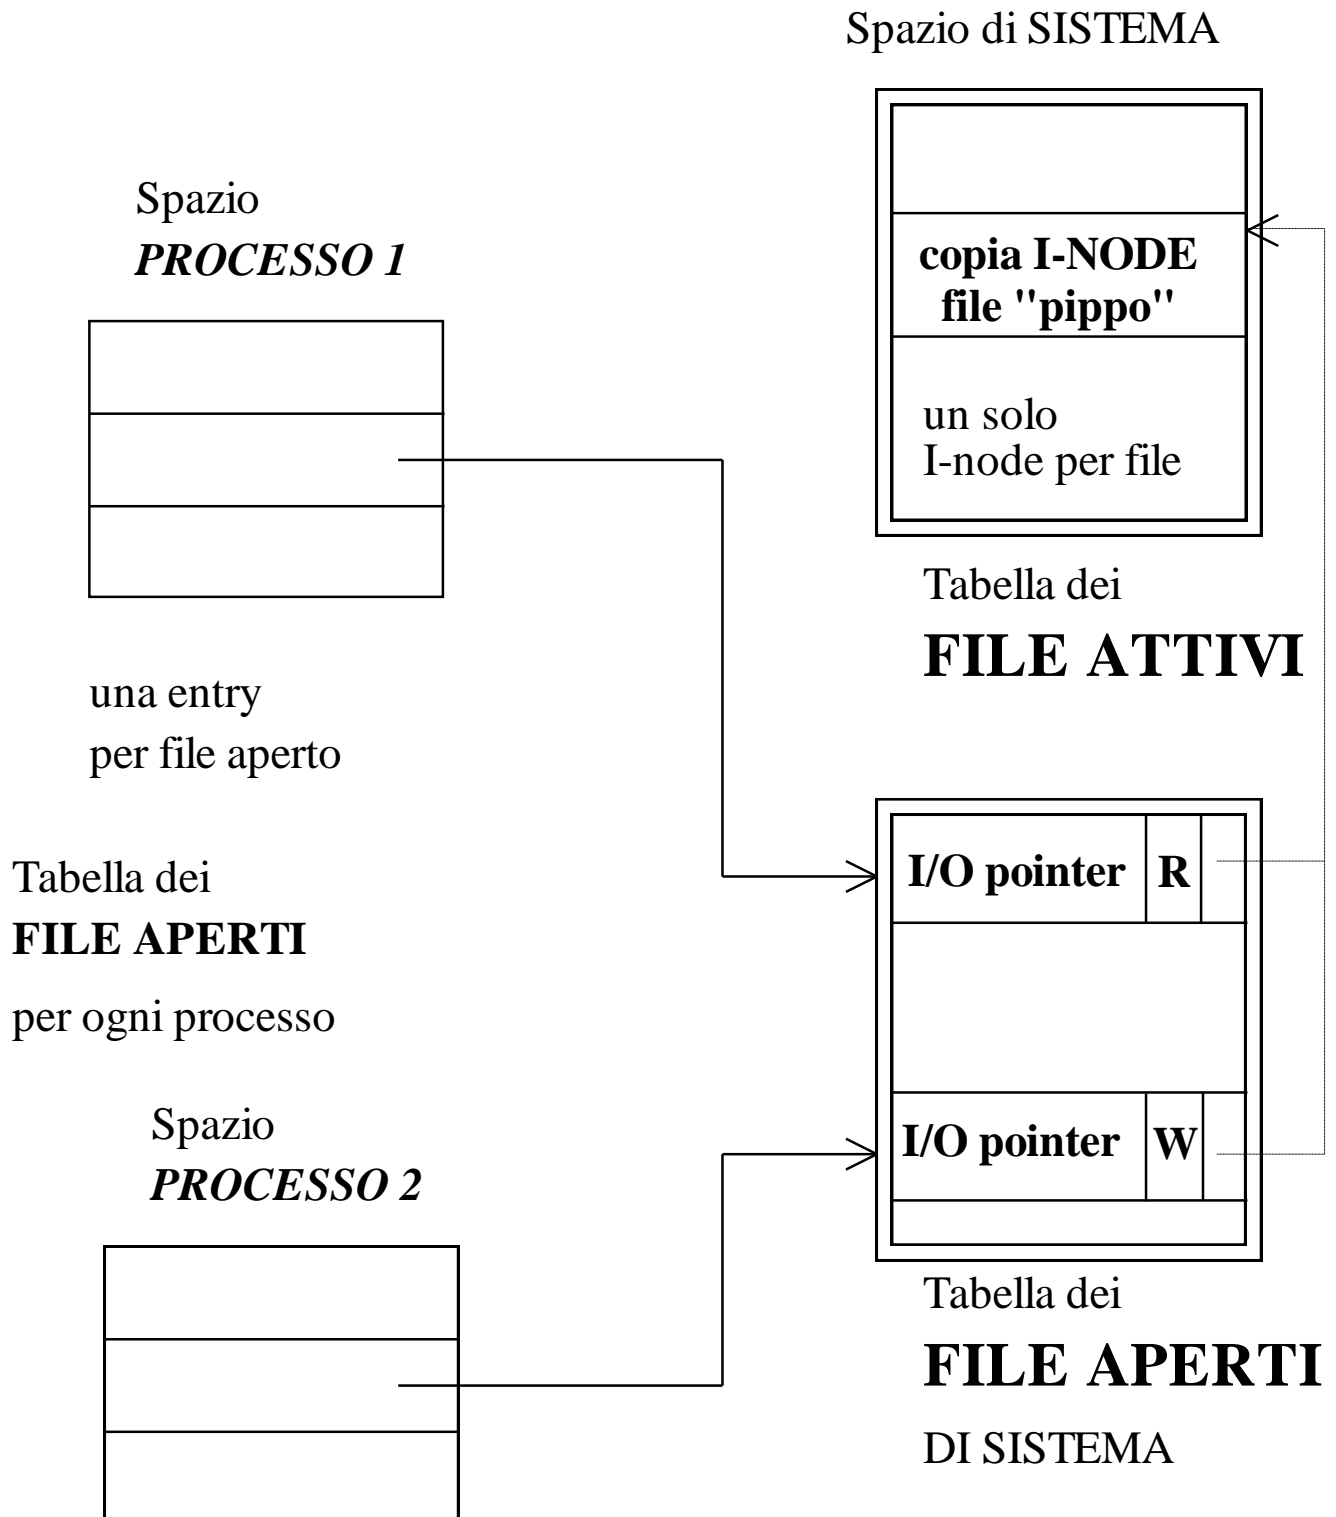 Spazio di SISTEMA
Spazio
PROCESSO 1
copia I-NODE
file "pippo"
un solo
I-node per file
Tabella dei
FILE ATTIVI
una entry
per file aperto
Tabella dei
FILE APERTI
per ogni processo
I/O pointer R
I/O pointer W
Spazio
PROCESSO 2
Tabella dei
FILE APERTI
DI SISTEMA